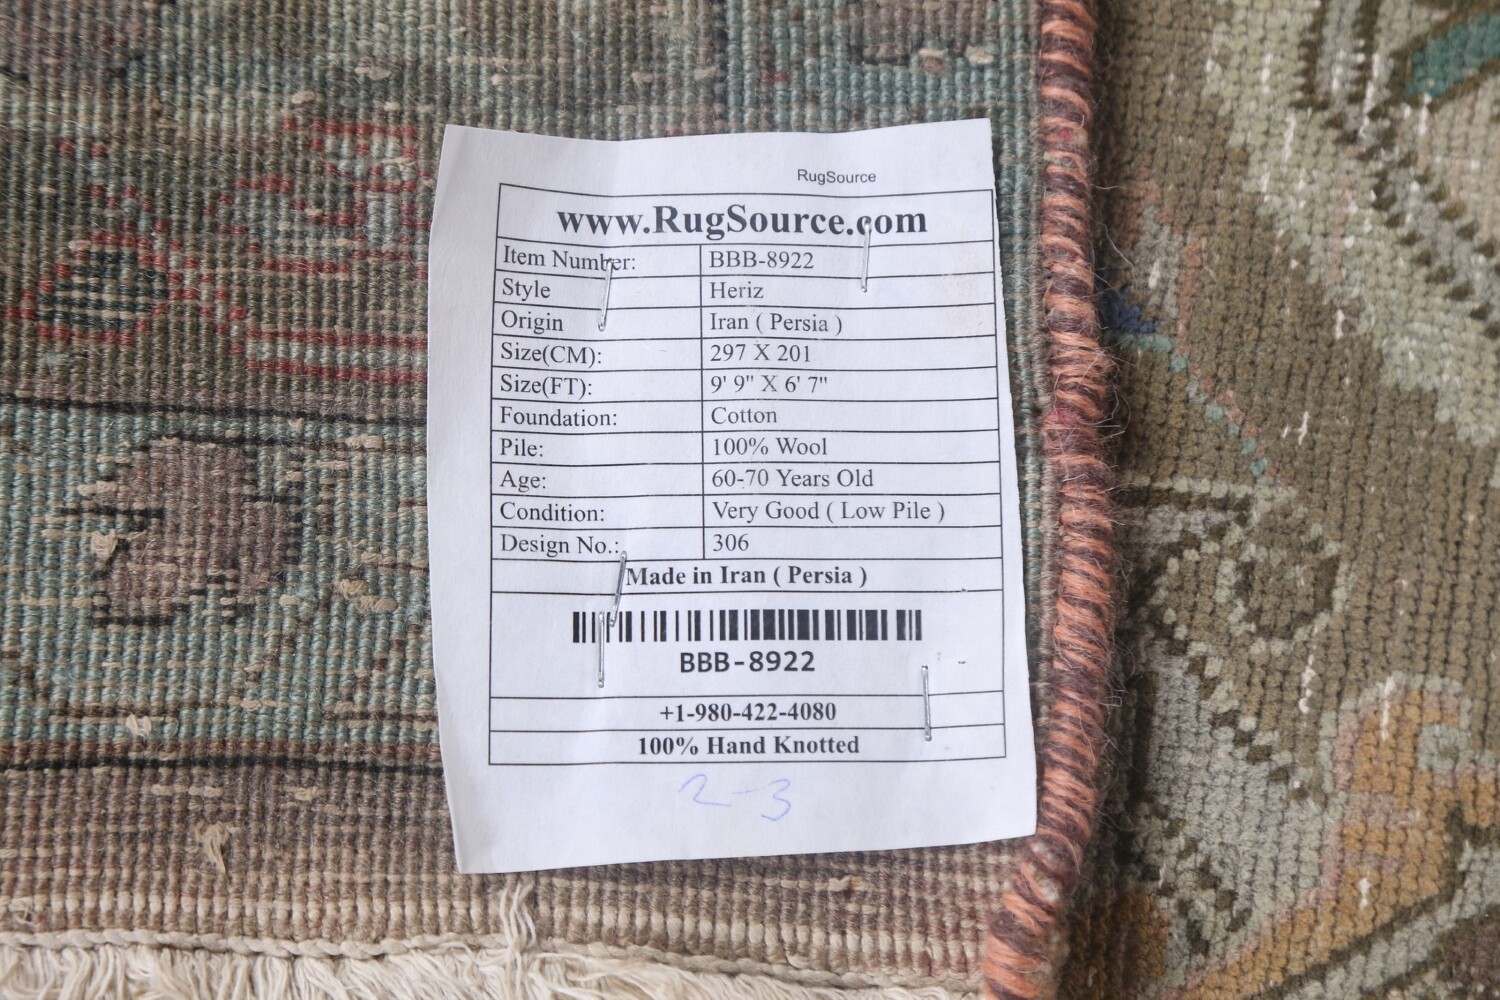 RugSource
www.RugSource.com
Item Number: BBB-8922
Style Heriz
Origin Iran ( Persia )
Size(CM): 297 X 201
Size(FT): 9' 9" X 6' 7"
Foundation: Cotton
Pile: 100% Wool
Age: 60-70 Years Old
Condition: Very Good ( Low Pile )
Design No.: 306
Made in Iran ( Persia )
BBB-8922
+1-980-422-4080
100% Hand Knotted
2-3